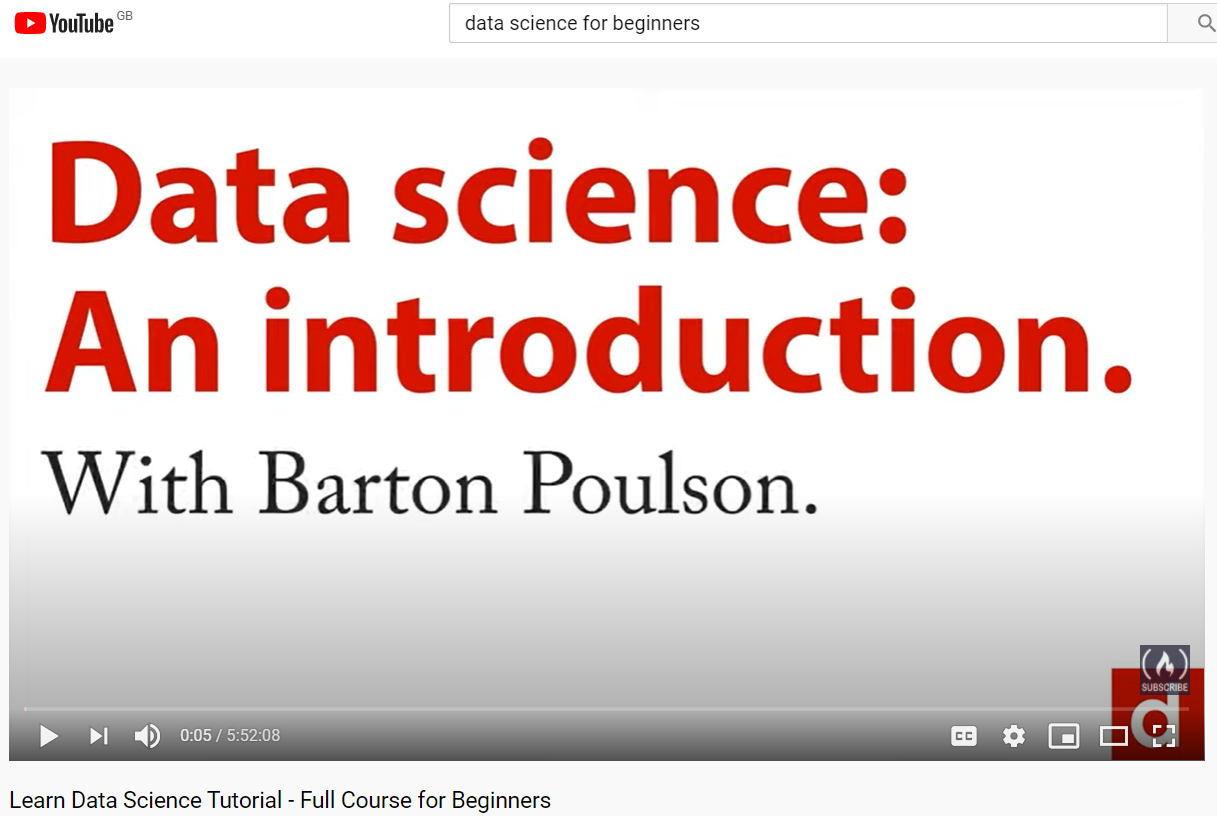 YouTube GB
data science for beginners
Data science:
An introduction.
With Barton Poulson.
SUBSCRIBE
d
0:05 / 5:52:08
CC
Learn Data Science Tutorial - Full Course for Beginners